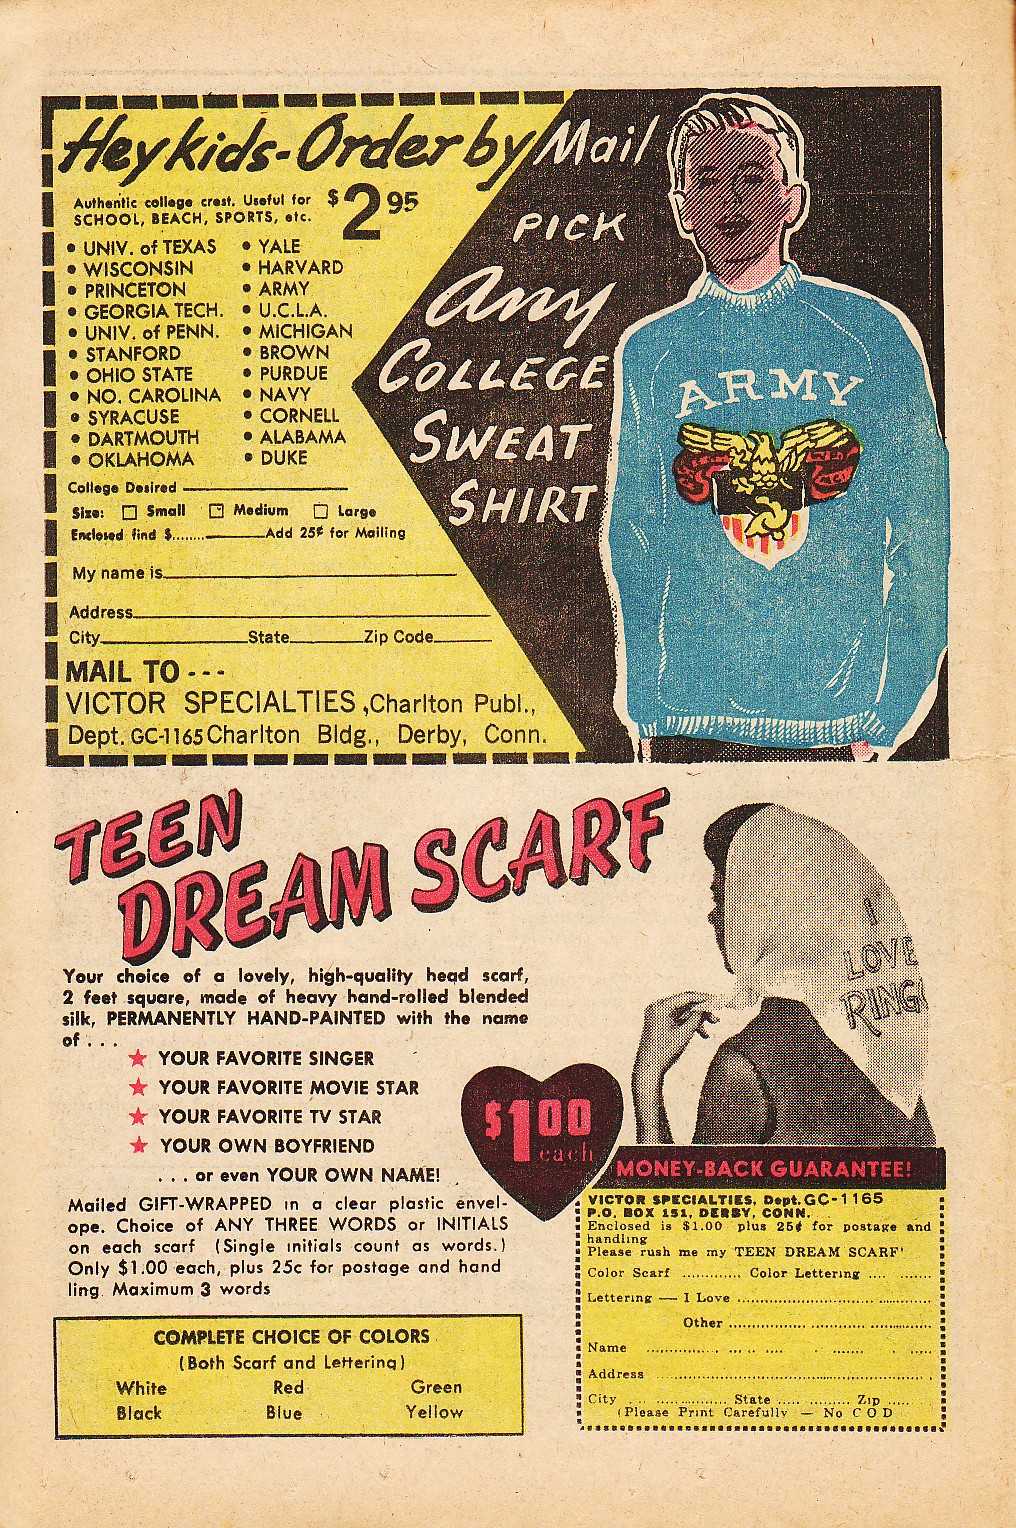 Hey kids-Order by Mail
Authentic college crest. Useful for
SCHOOL, BEACH, SPORTS, etc.
$2.95
• UNIV. of TEXAS
• WISCONSIN
• PRINCETON
• GEORGIA TECH.
• UNIV. of PENN.
• STANFORD
• OHIO STATE
• NO. CAROLINA
• SYRACUSE
• DARTMOUTH
• OKLAHOMA
• YALE
• HARVARD
• ARMY
• U.C.L.A.
• MICHIGAN
• BROWN
• PURDUE
• NAVY
• CORNELL
• ALABAMA
• DUKE
PICK
Any
COLLEGE
SWEAT
SHIRT
ARMY
College Desired
Size: Small Medium Large
Enclosed find $........ Add 25¢ for Mailing
My name is
Address
City State Zip Code
MAIL TO ---
VICTOR SPECIALTIES, Charlton Publ.,
Dept. GC-1165 Charlton Bldg., Derby, Conn.
TEEN
DREAM SCARF
Your choice of a lovely, high-quality head scarf,
2 feet square, made of heavy hand-rolled blended
silk, PERMANENTLY HAND-PAINTED with the name
of . . .
★ YOUR FAVORITE SINGER
★ YOUR FAVORITE MOVIE STAR
★ YOUR FAVORITE TV STAR
★ YOUR OWN BOYFRIEND
. . . or even YOUR OWN NAME!
Mailed GIFT-WRAPPED in a clear plastic envel-
ope. Choice of ANY THREE WORDS or INITIALS
on each scarf (Single initials count as words.)
Only $1.00 each, plus 25c for postage and hand
ling. Maximum 3 words
COMPLETE CHOICE OF COLORS
(Both Scarf and Lettering)
White Red Green
Black Blue Yellow
I
LOVE
RING
$1.00
each
MONEY-BACK GUARANTEE!
VICTOR SPECIALTIES, Dept. GC-1165
P.O. BOX 151, DERBY, CONN.
Enclosed is $1.00 plus 25¢ for postage and
handling
Please rush me my 'TEEN DREAM SCARF'
Color Scarf ............. Color Lettering .... .......
Lettering — I Love ..................................
Other ..................................
Name ..................................
Address ..................................
City .................. State ..... .......... Zip .....
(Please Print Carefully — No C O D